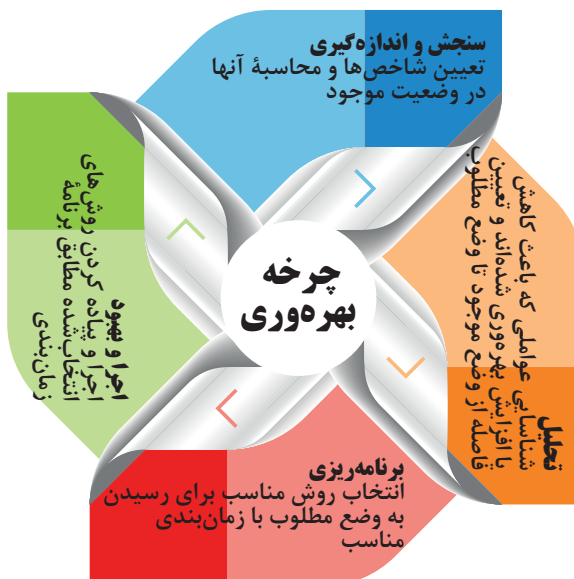 سنجش و اندازه‌گیری
تعیین شاخص‌ها و محاسبهٔ آنها
در وضعیت موجود
تحلیل
شناسایی عواملی که باعث کاهش
یا افزایش بهره‌وری شده‌اند و تعیین
فاصله از وضع موجود تا وضع مطلوب
برنامه‌ریزی
انتخاب روش مناسب برای رسیدن
به وضع مطلوب با زمان‌بندی
مناسب
اجرا و بهبود
اجرا و پیاده کردن روش‌های
انتخاب‌شده مطابق برنامهٔ
زمان‌بندی
چرخه
بهره‌وری